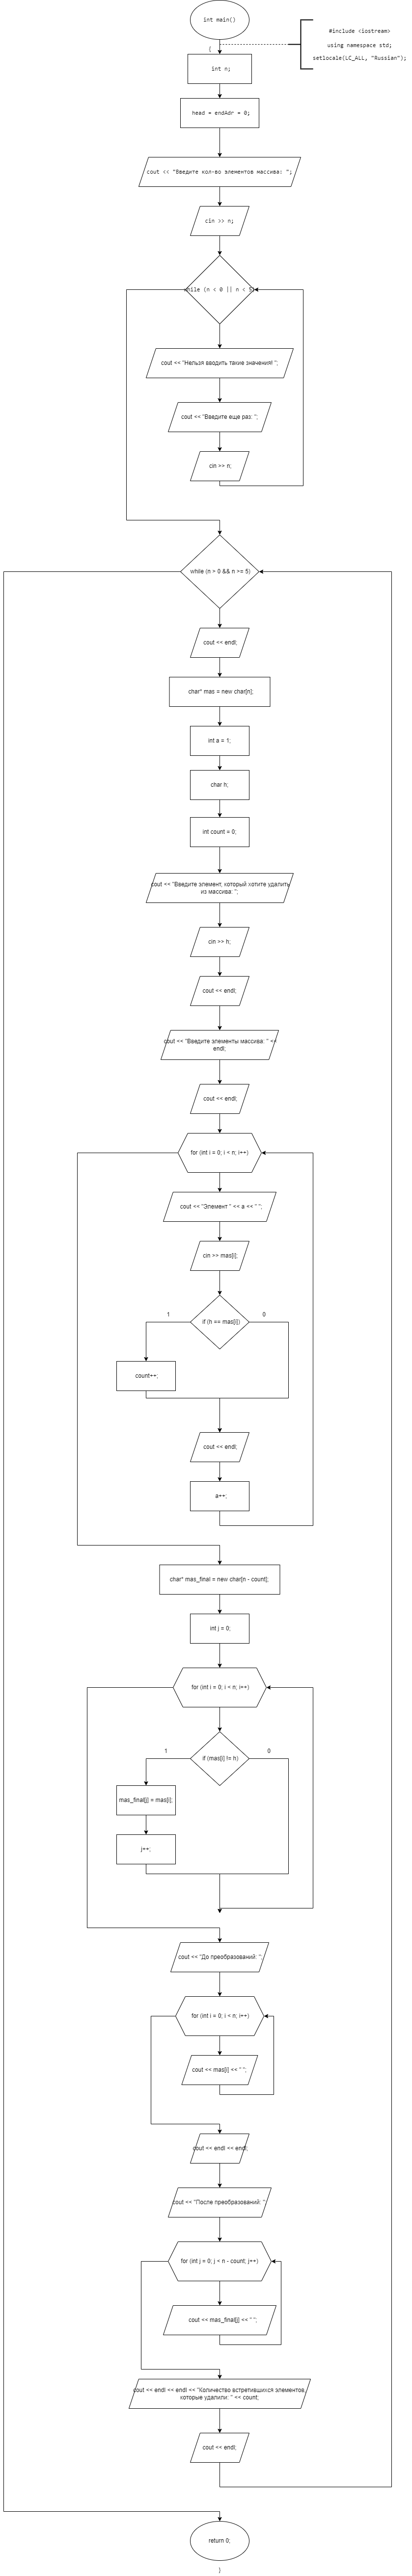 int main()
#include <iostream>
using namespace std;
setlocale(LC_ALL, "Russian");
{
int n;
head = endAdr = 0;
cout << "Введите кол-во элементов массива: ";
cin >> n;
while (n < 0 || n < 5)
cout << "Нельзя вводить такие значения! ";
cout << "Введите еще раз: ";
cin >> n;
while (n > 0 && n >= 5)
cout << endl;
char* mas = new char[n];
int a = 1;
char h;
int count = 0;
cout << "Введите элемент, который хотите удалить
из массива: ";
cin >> h;
cout << endl;
cout << "Введите элементы массива: " <<
endl;
cout << endl;
for (int i = 0; i < n; i++)
cout << "Элемент " << a << " ";
cin >> mas[i];
1
0
if (h == mas[i])
count++;
cout << endl;
a++;
char* mas_final = new char[n - count];
int j = 0;
for (int i = 0; i < n; i++)
1
0
if (mas[i] != h)
mas_final[j] = mas[i];
j++;
cout << "До преобразований: ";
for (int i = 0; i < n; i++)
cout << mas[i] << " ";
cout << endl << endl;
cout << "После преобразований: ";
for (int j = 0; j < n - count; j++)
cout << mas_final[j] << " ";
cout << endl << endl << "Количество встретившихся элементов,
которые удалили: " << count;
cout << endl;
return 0;
}